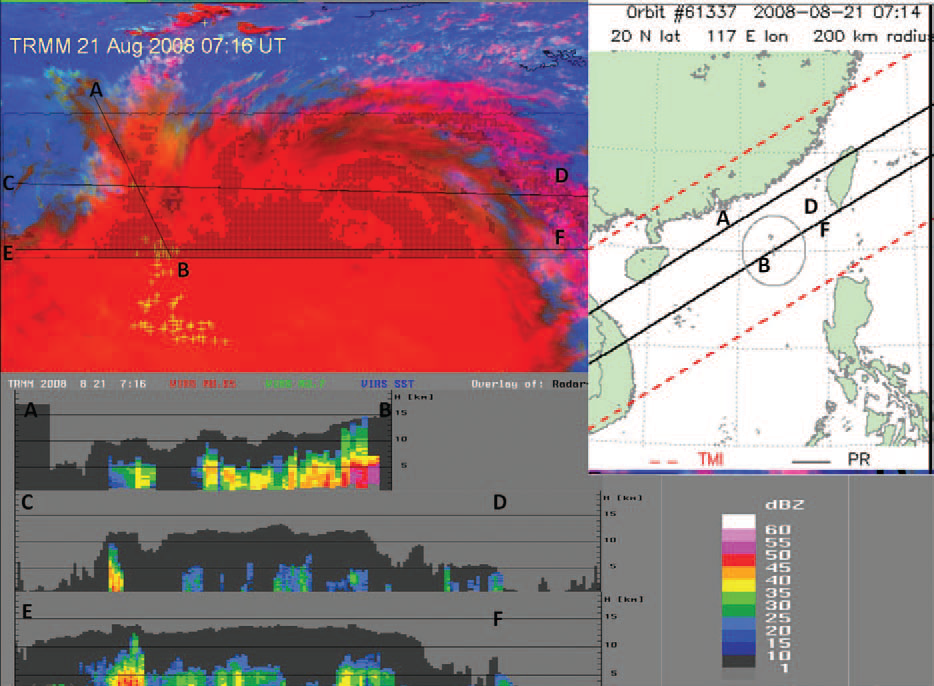 Orbit #61337 2008-08-21 07:14
20 N lat 117 E lon 200 km radius
TRMM 21 Aug 2008 07:16 UT
A
C
D
E
F
B
A
D
F
B
TMI
PR
TRMM 2008 8 21 7:16
VIRS SST
Overlay of: Radar
H [km]
A
B
15
10
5
H [km]
C
D
15
10
5
H [km]
E
F
15
10
5
dBZ
60
55
50
45
40
35
30
25
20
15
10
1